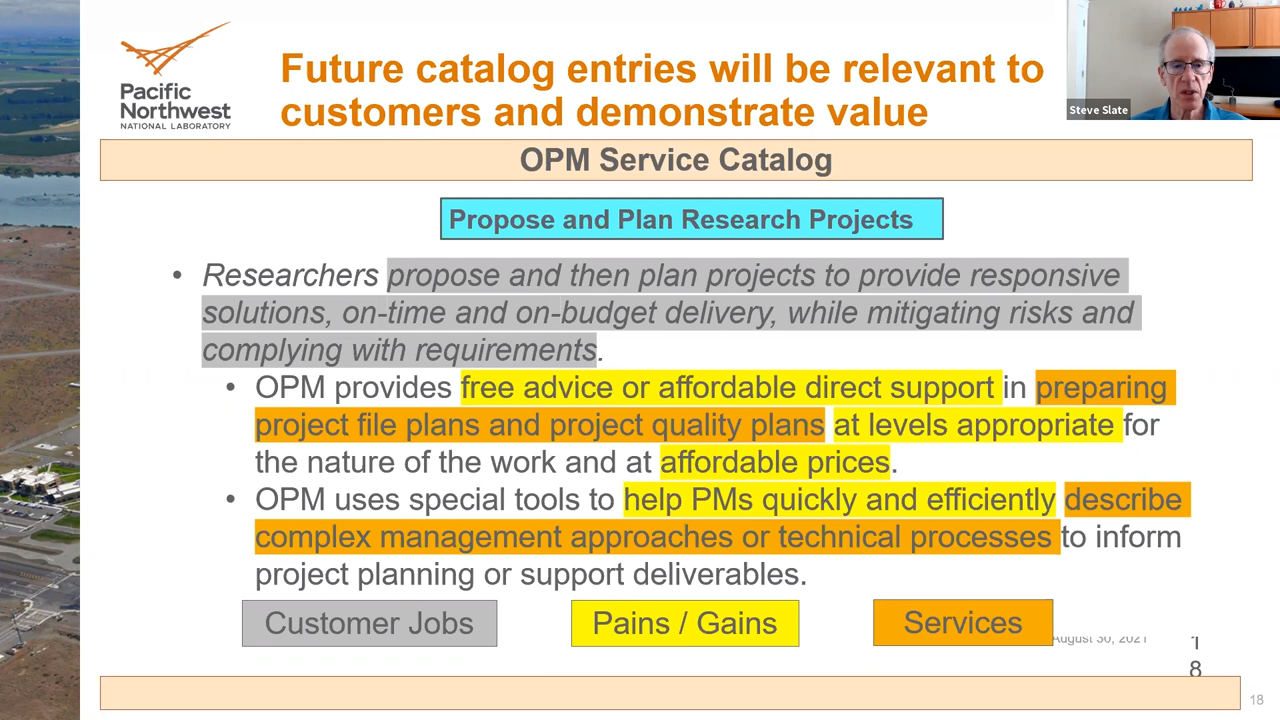 Pacific
Northwest
NATIONAL LABORATORY
Future catalog entries will be relevant to
customers and demonstrate value
Steve Slate
OPM Service Catalog
Propose and Plan Research Projects
• Researchers propose and then plan projects to provide responsive
solutions, on-time and on-budget delivery, while mitigating risks and
complying with requirements.
• OPM provides free advice or affordable direct support in preparing
project file plans and project quality plans at levels appropriate for
the nature of the work and at affordable prices.
• OPM uses special tools to help PMs quickly and efficiently describe
complex management approaches or technical processes to inform
project planning or support deliverables.
Customer Jobs
Pains / Gains
Services
August 30, 2021
1
8
18